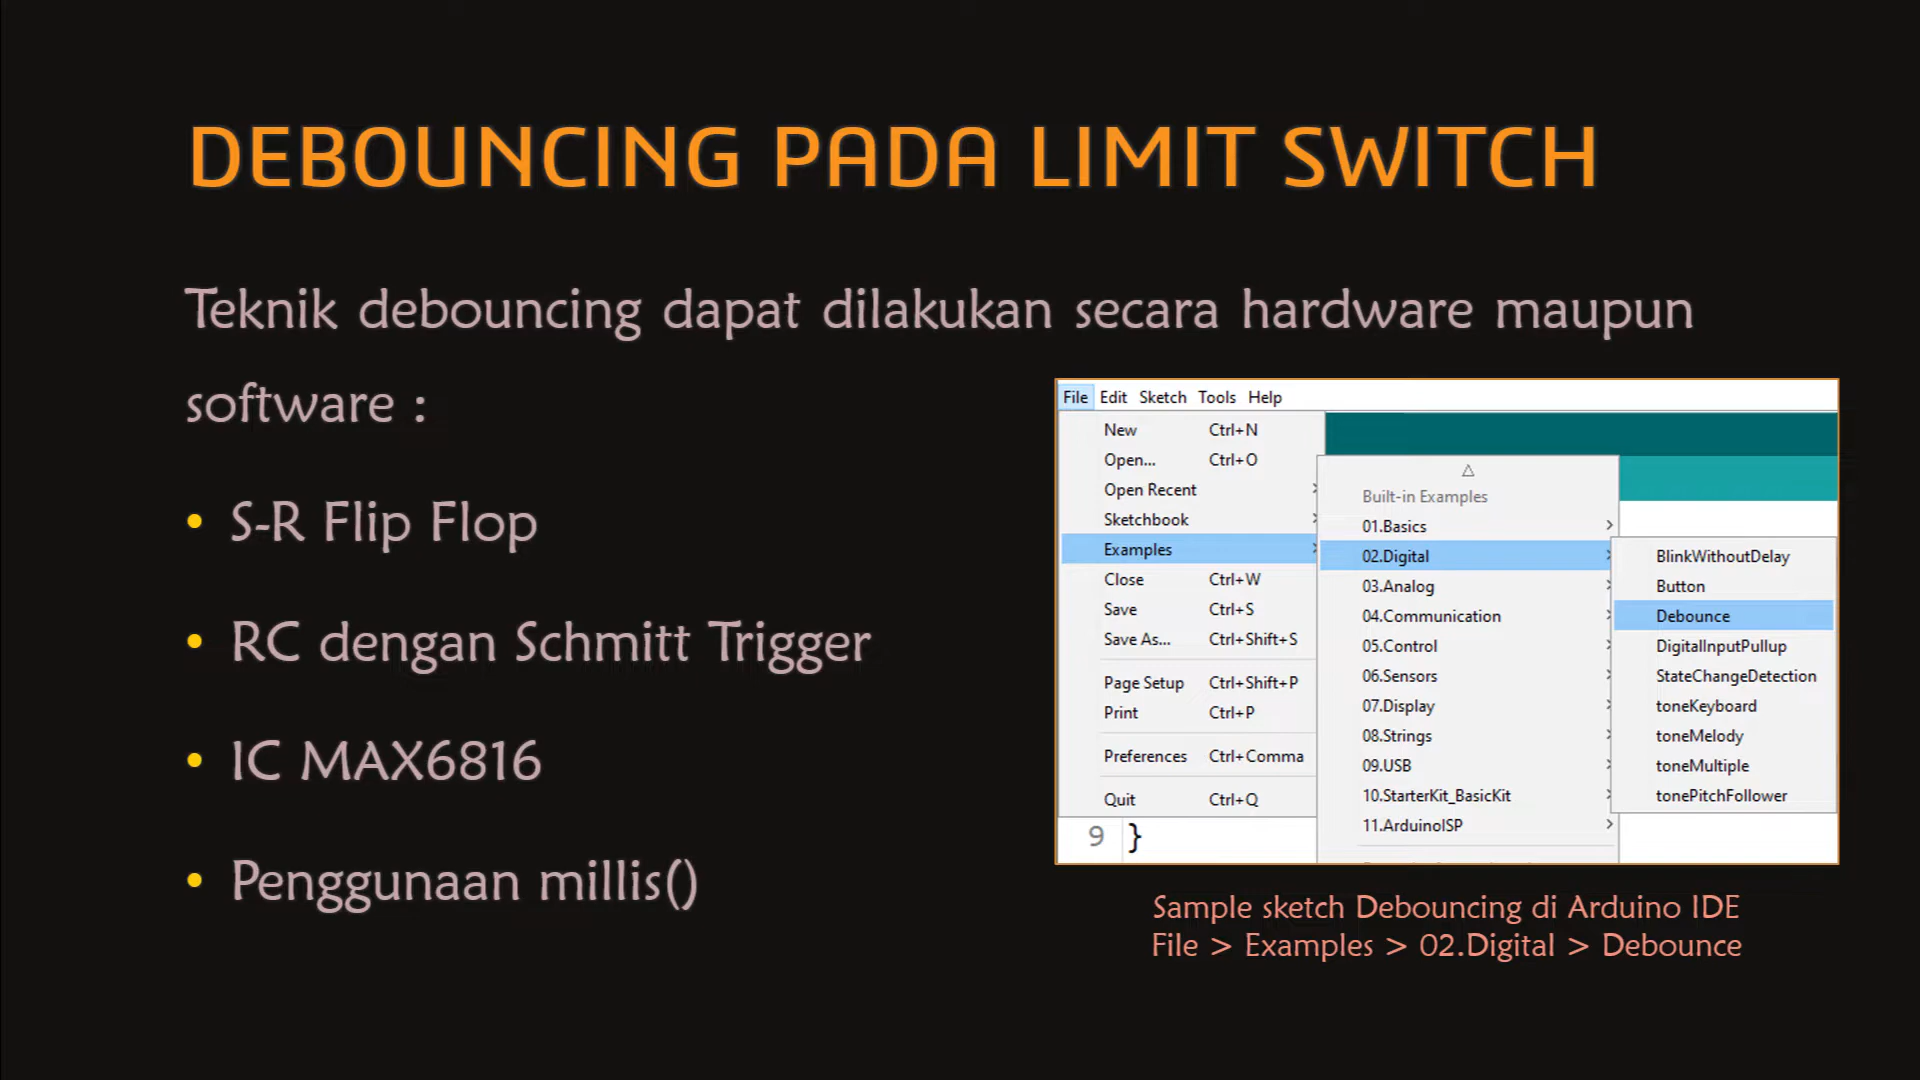 DEBOUNCING PADA LIMIT SWITCH
Teknik debouncing dapat dilakukan secara hardware maupun
software :
• S-R Flip Flop
• RC dengan Schmitt Trigger
• IC MAX6816
• Penggunaan millis()
File Edit Sketch Tools Help
New Ctrl+N
Open... Ctrl+O
Open Recent
Sketchbook
Examples
Close Ctrl+W
Save Ctrl+S
Save As... Ctrl+Shift+S
Page Setup Ctrl+Shift+P
Print Ctrl+P
Preferences Ctrl+Comma
Quit Ctrl+Q
9 }
Built-in Examples
01.Basics
02.Digital
03.Analog
04.Communication
05.Control
06.Sensors
07.Display
08.Strings
09.USB
10.StarterKit_BasicKit
11.ArduinoISP
BlinkWithoutDelay
Button
Debounce
DigitalInputPullup
StateChangeDetection
toneKeyboard
toneMelody
toneMultiple
tonePitchFollower
Sample sketch Debouncing di Arduino IDE
File > Examples > 02.Digital > Debounce